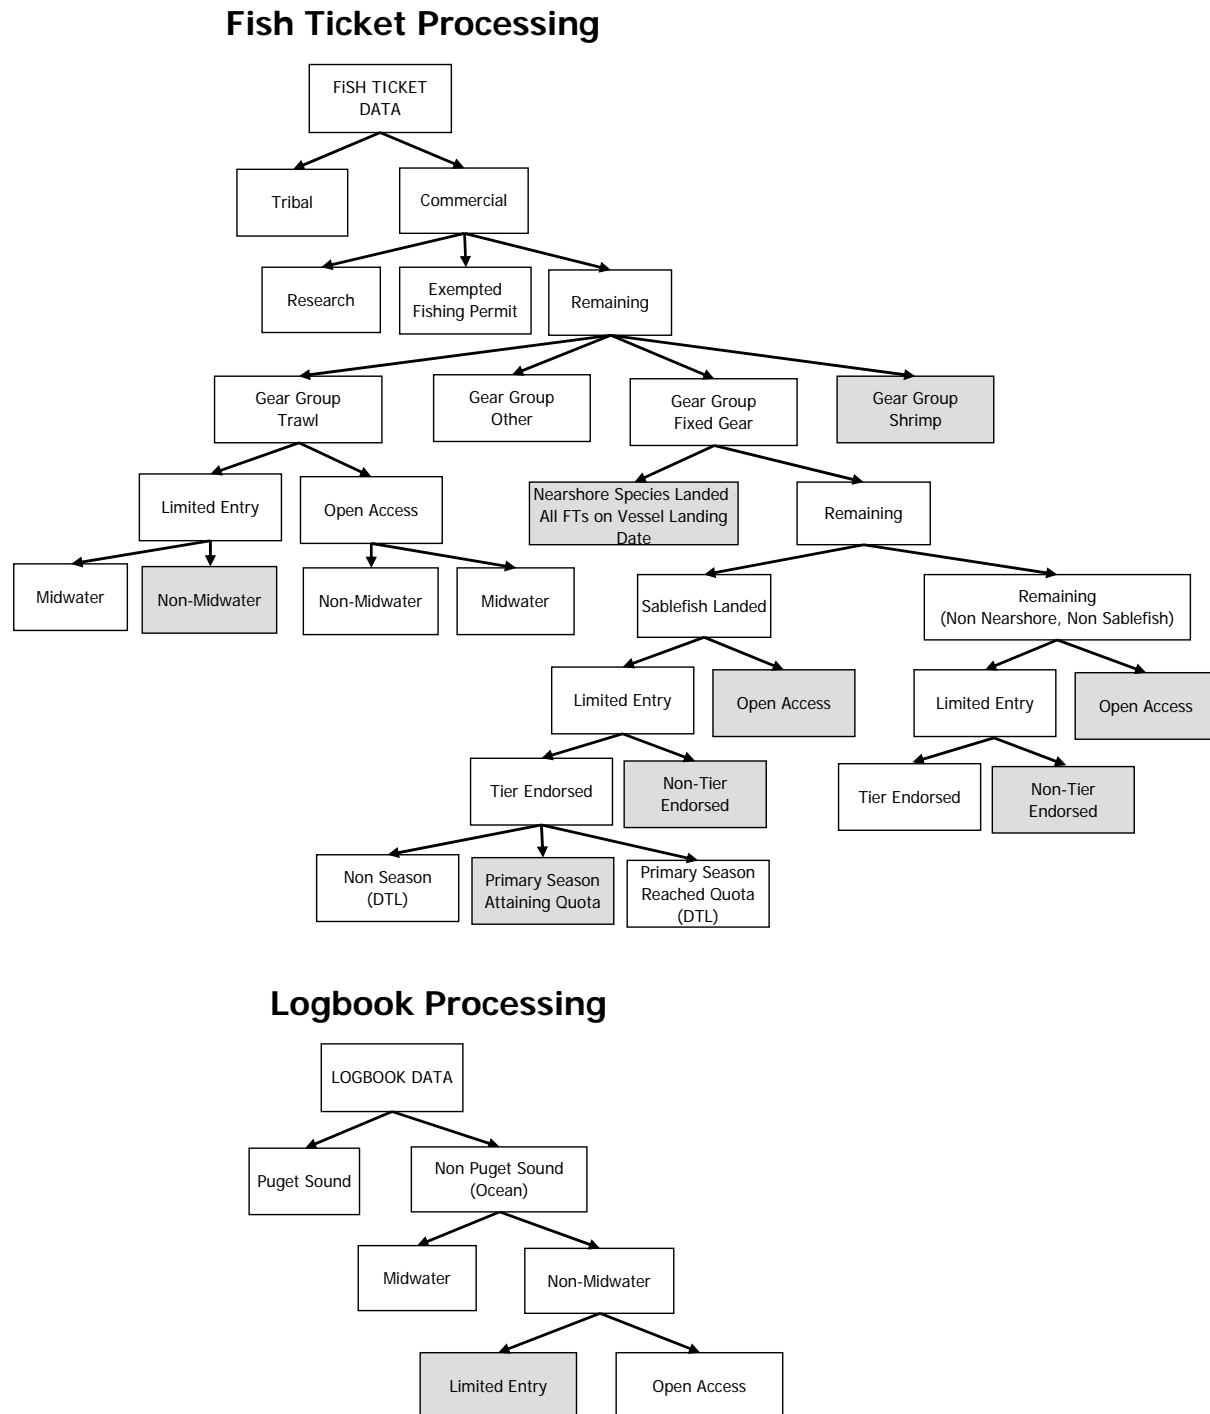 Fish Ticket Processing
FiSH TICKET
DATA
Tribal
Commercial
Research
Exempted
Fishing Permit
Remaining
Gear Group
Trawl
Gear Group
Other
Gear Group
Fixed Gear
Gear Group
Shrimp
Limited Entry
Open Access
Nearshore Species Landed -
All FTs on Vessel Landing
Date
Remaining
Midwater
Non-Midwater
Non-Midwater
Midwater
Sablefish Landed
Remaining
(Non Nearshore, Non Sablefish)
Limited Entry
Open Access
Limited Entry
Open Access
Tier Endorsed
Non-Tier
Endorsed
Tier Endorsed
Non-Tier
Endorsed
Non Season
(DTL)
Primary Season
Attaining Quota
Primary Season
Reached Quota
(DTL)
Logbook Processing
LOGBOOK DATA
Puget Sound
Non Puget Sound
(Ocean)
Midwater
Non-Midwater
Limited Entry
Open Access